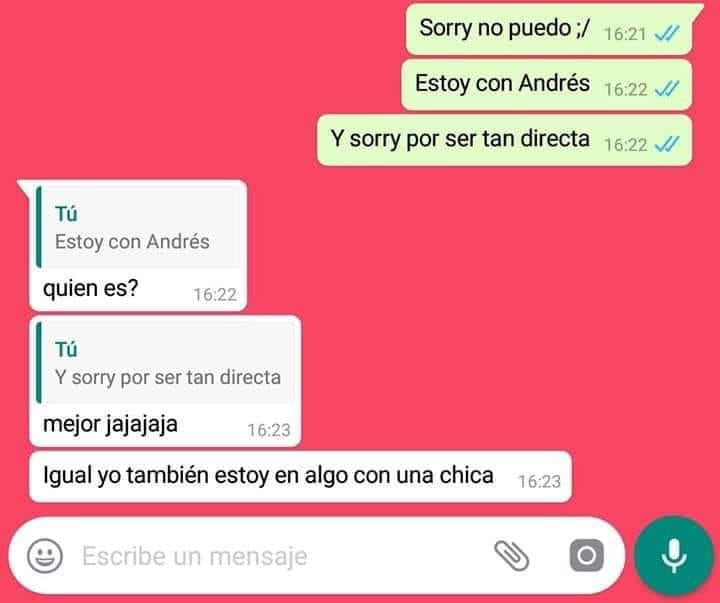 Sorry no puedo ;/ 16:21
Estoy con Andrés 16:22
Y sorry por ser tan directa 16:22
Tú
Estoy con Andrés
quien es? 16:22
Tú
Y sorry por ser tan directa
mejor jajajaja 16:23
Igual yo también estoy en algo con una chica 16:23
Escribe un mensaje